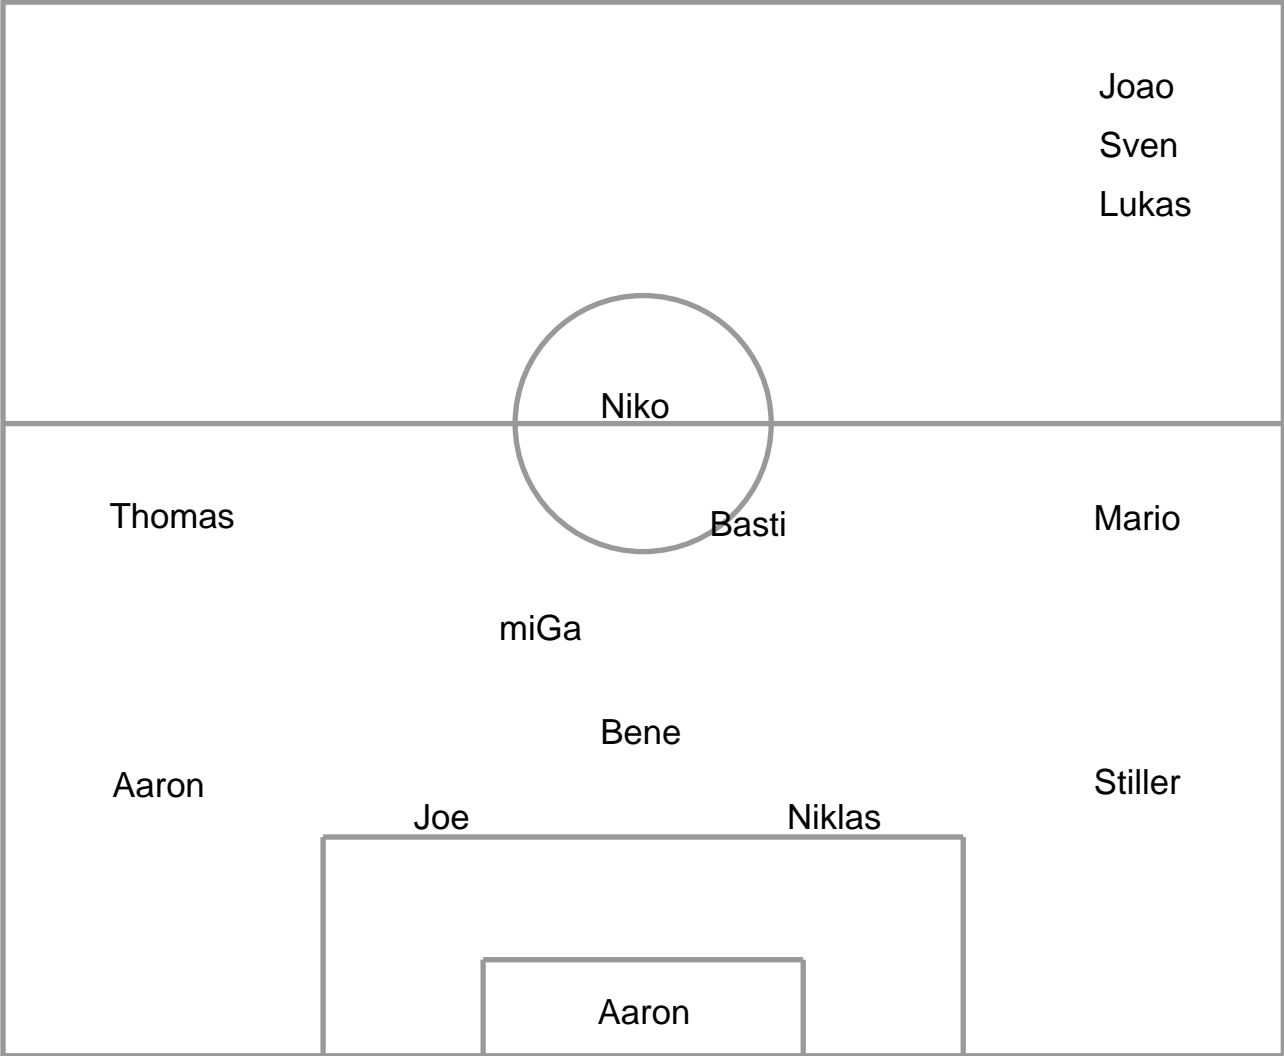 Joao
Sven
Lukas
Niko
Thomas
Basti
Mario
miGa
Bene
Aaron
Stiller
Joe
Niklas
Aaron